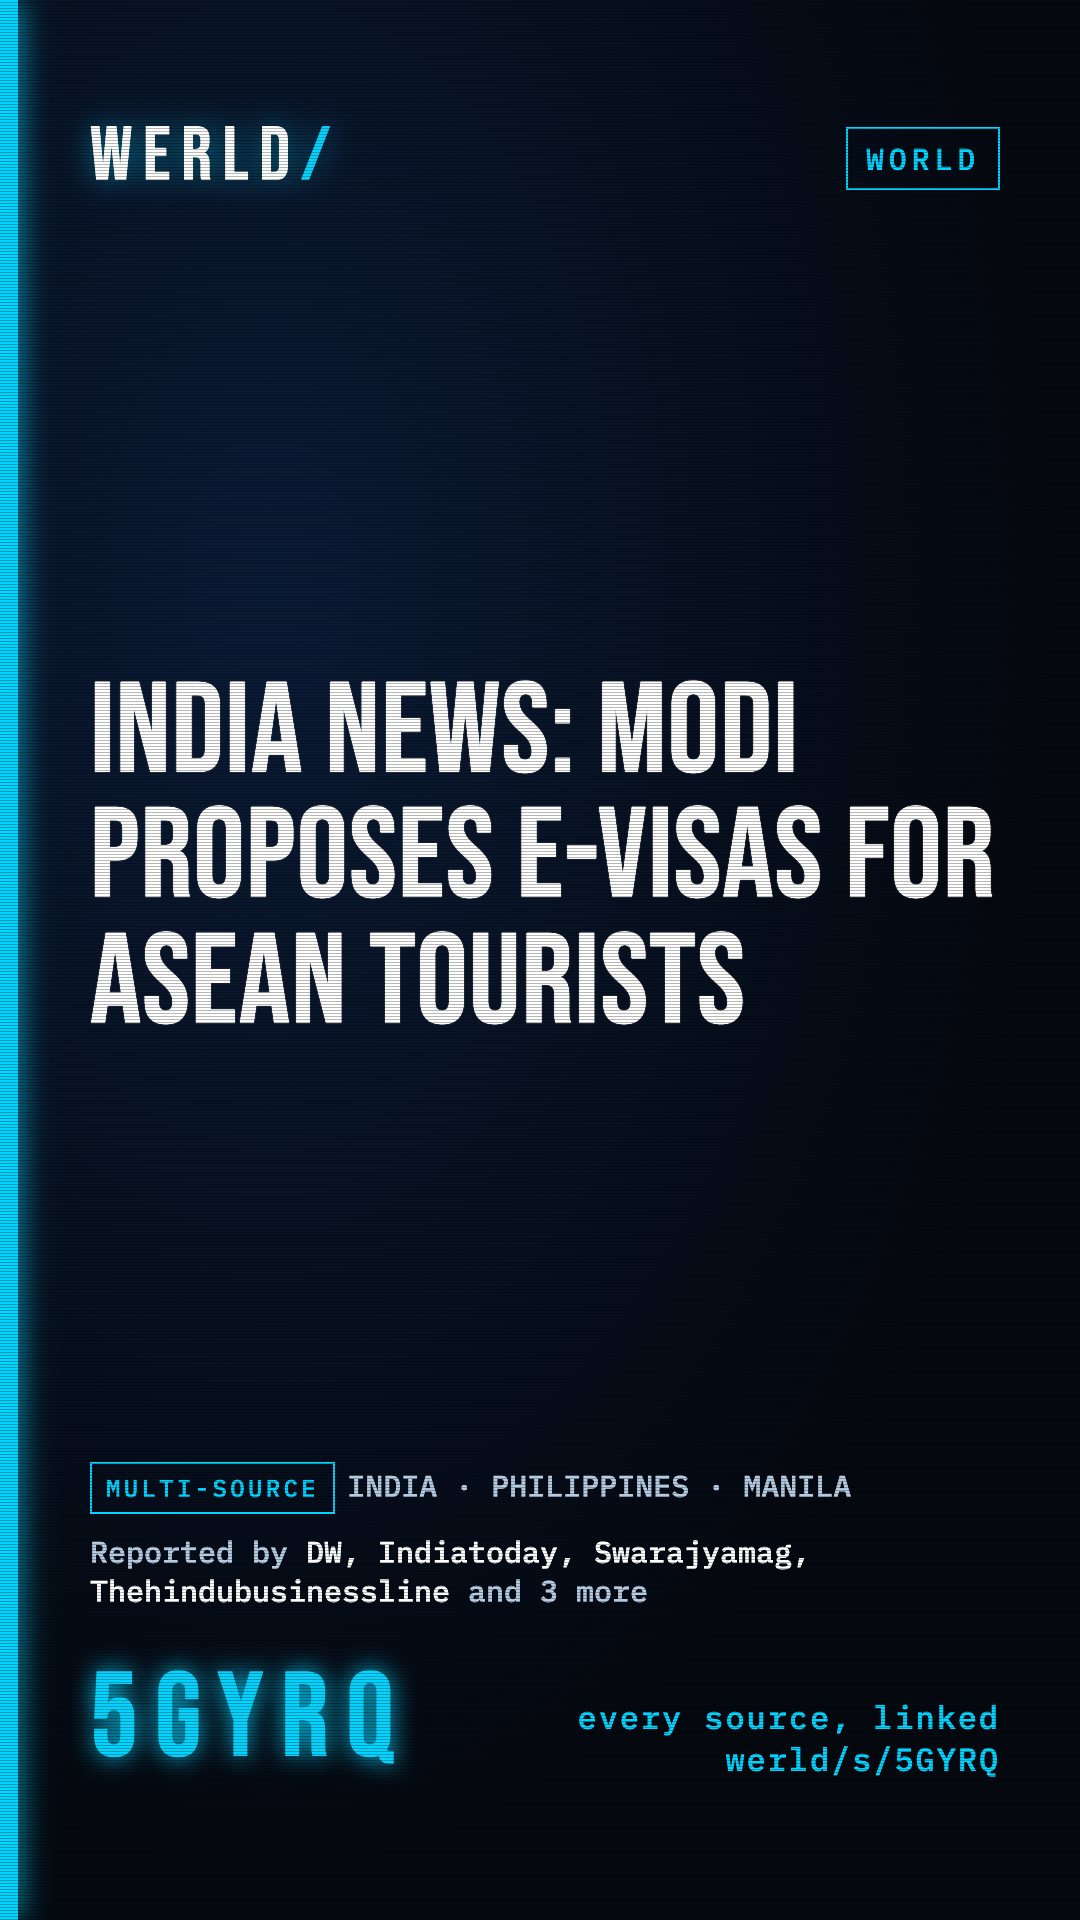 WERLD/
WORLD
INDIA NEWS: MODI
PROPOSES E-VISAS FOR
ASEAN TOURISTS
MULTI-SOURCE INDIA · PHILIPPINES · MANILA
Reported by DW, Indiatoday, Swarajyamag,
Thehindubusinessline and 3 more
5GYRQ
every source, linked
werld/s/5GYRQ